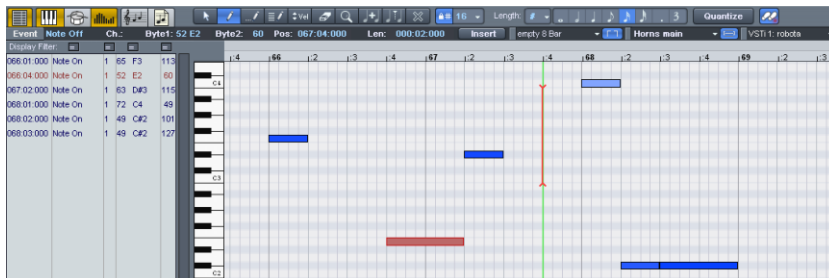 vel 16 Length: # 3 Quantize
Event Note Off Ch.: Byte1: 52 E2 Byte2: 60 Pos: 067:04:000 Len: 000:02:000 Insert empty 8 Bar Horns main VSTi 1: robota
Display Filter:
:4 66 :2 :3 :4 67 :2 :3 :4 68 :2 :3 :4 69 :2 :3
066:01:000 Note On 1 65 F3 113
066:04:000 Note On 1 52 E2 60
067:02:000 Note On 1 63 D#3 115
068:01:000 Note On 1 72 C4 49
068:02:000 Note On 1 49 C#2 101
068:03:000 Note On 1 49 C#2 127
C4
C3
C2